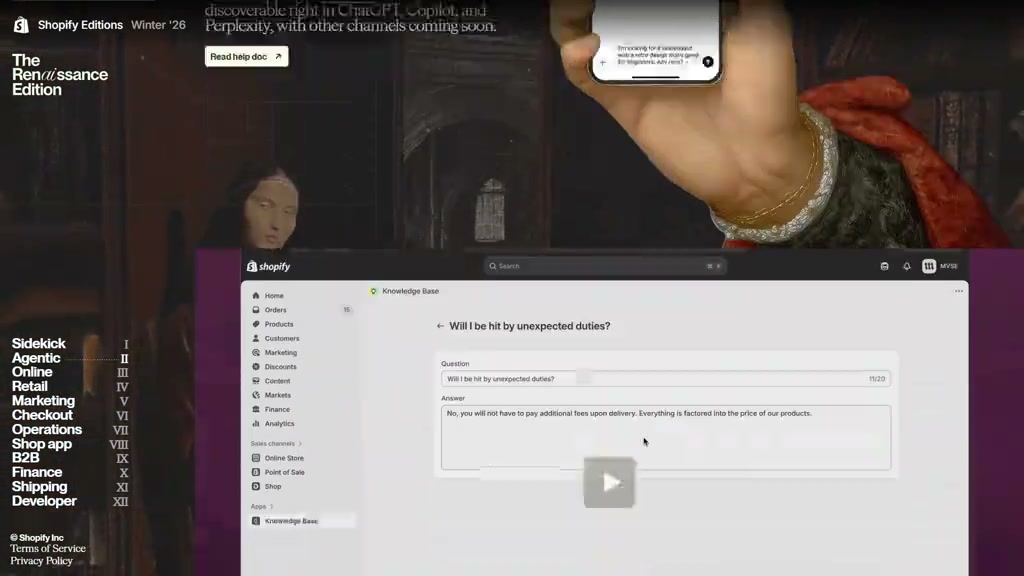 Shopify Editions Winter '26
The
Renaissance
Edition
discoverable right in ChatGPT, Copilot, and
Perplexity, with other channels coming soon.
Read help doc
Sidekick I
Agentic II
Online III
Retail IV
Marketing V
Checkout VI
Operations VII
Shop app VIII
B2B IX
Finance X
Shipping XI
Developer XII
© Shopify Inc
Terms of Service
Privacy Policy
shopify
Search
MVSE
Home
Orders 15
Products
Customers
Marketing
Discounts
Content
Markets
Finance
Analytics
Sales channels
Online Store
Point of Sale
Shop
Apps
Knowledge Base
Knowledge Base
Will I be hit by unexpected duties?
Question
Will I be hit by unexpected duties? 11/20
Answer
No, you will not have to pay additional fees upon delivery. Everything is factored into the price of our products.